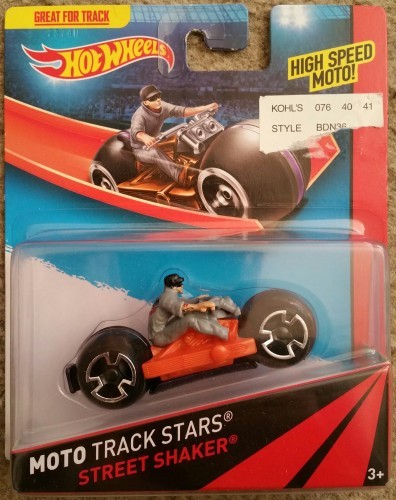 GREAT FOR TRACK
HOT WHEELS
HIGH SPEED
MOTO!
KOHL'S 076 40 41
STYLE BDN36
MOTO TRACK STARS®
STREET SHAKER®
3+